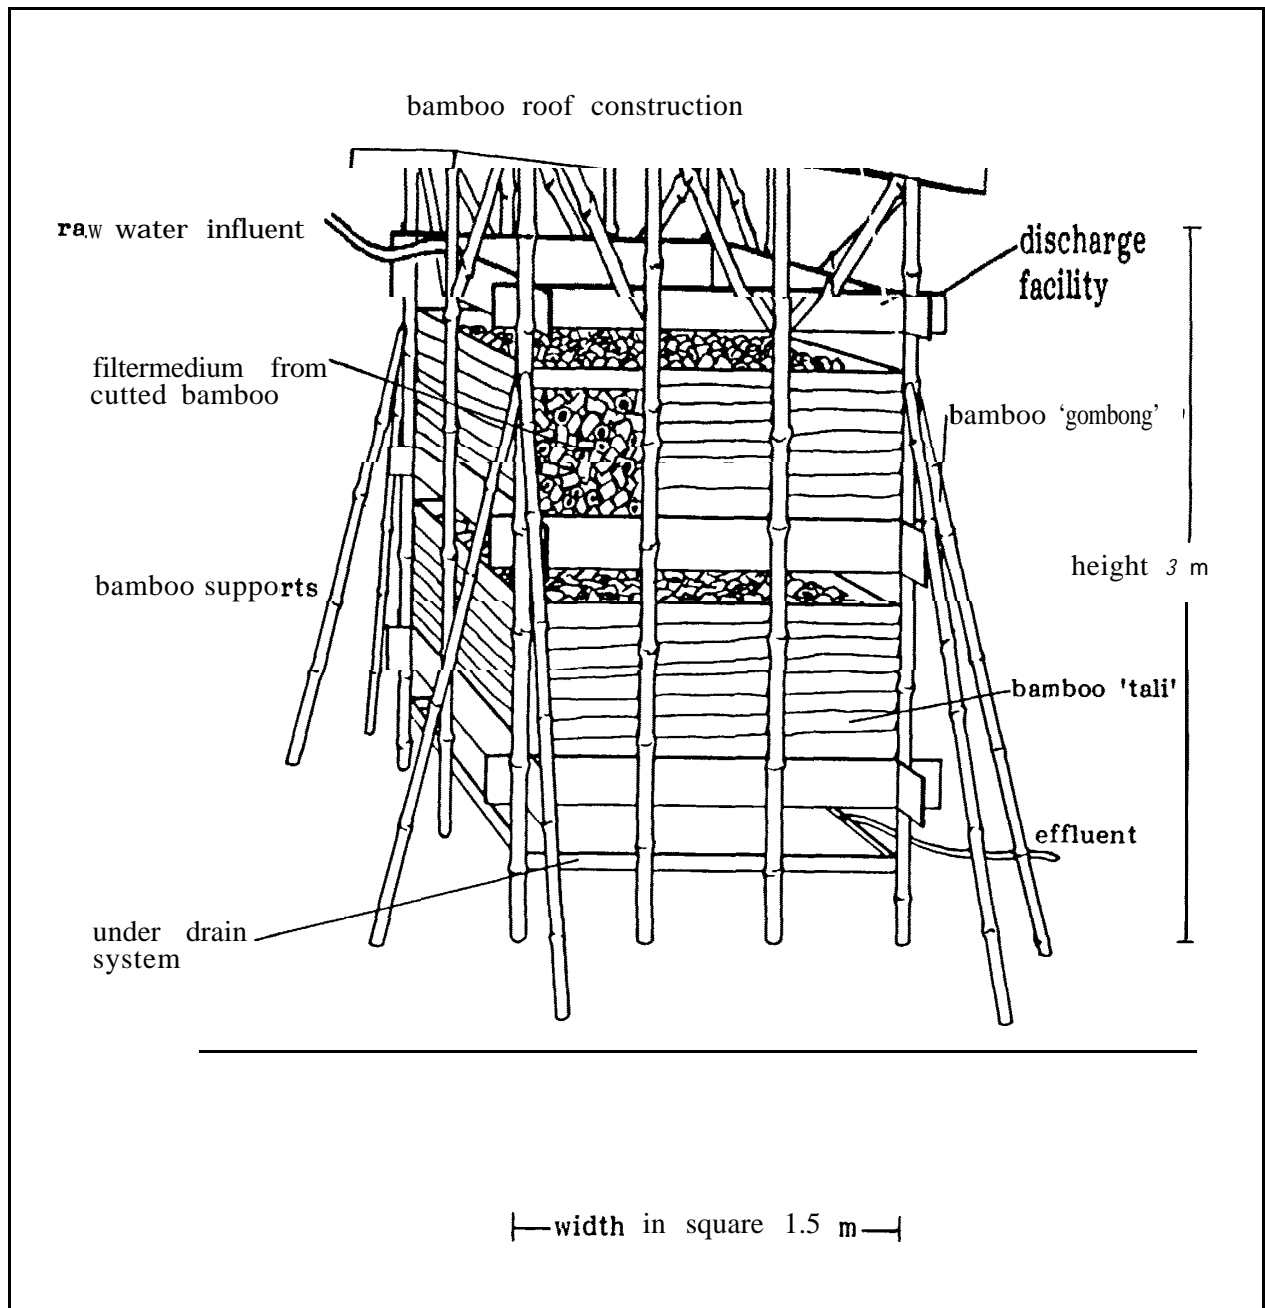 bamboo roof construction
raw water influent
discharge
facility
filtermedium from
cutted bamboo
bamboo 'gombong'
height 3 m
bamboo supports
bamboo 'tali'
effluent
under drain
system
width in square 1.5 m